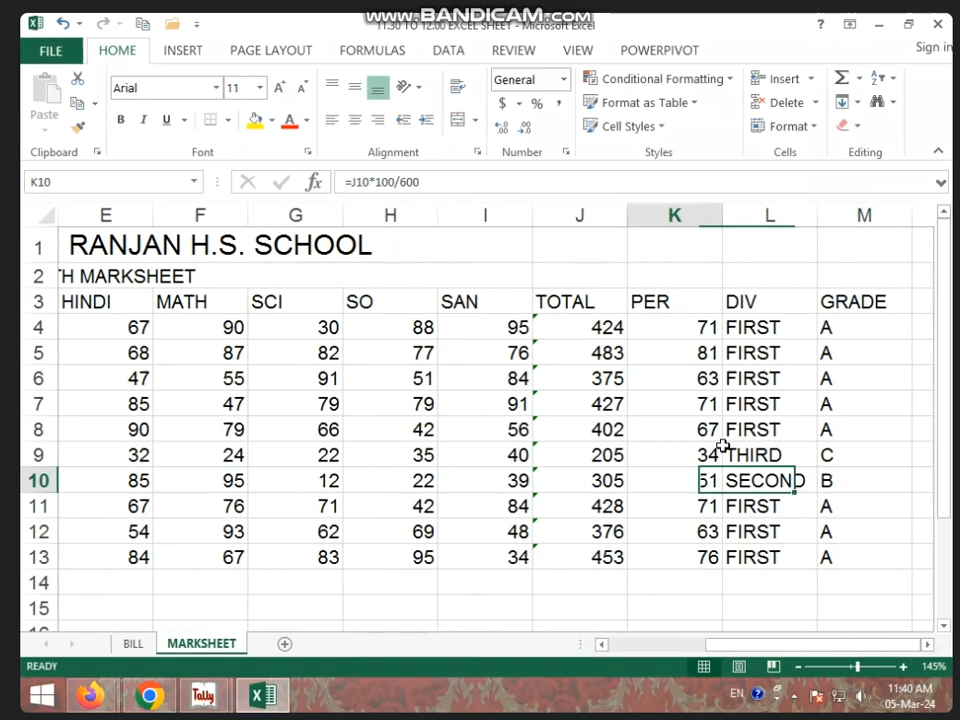 www.BANDICAM.com
11.30 TO 12.00 EXCEL SHEET - Microsoft Excel
FILE HOME INSERT PAGE LAYOUT FORMULAS DATA REVIEW VIEW POWERPIVOT Sign in
Paste
Arial 11
General
Conditional Formatting
Format as Table
Cell Styles
Insert
Delete
Format
Clipboard Font Alignment Number Styles Cells Editing
K10 =J10*100/600
E F G H I J K L M
1 RANJAN H.S. SCHOOL
2 TH MARKSHEET
3 HINDI MATH SCI SO SAN TOTAL PER DIV GRADE
4 67 90 30 88 95 424 71 FIRST A
5 68 87 82 77 76 483 81 FIRST A
6 47 55 91 51 84 375 63 FIRST A
7 85 47 79 79 91 427 71 FIRST A
8 90 79 66 42 56 402 67 FIRST A
9 32 24 22 35 40 205 34 THIRD C
10 85 95 12 22 39 305 51 SECOND B
11 67 76 71 42 84 428 71 FIRST A
12 54 93 62 69 48 376 63 FIRST A
13 84 67 83 95 34 453 76 FIRST A
14
15
BILL MARKSHEET
READY 145%
Tally EN 11:40 AM
05-Mar-24